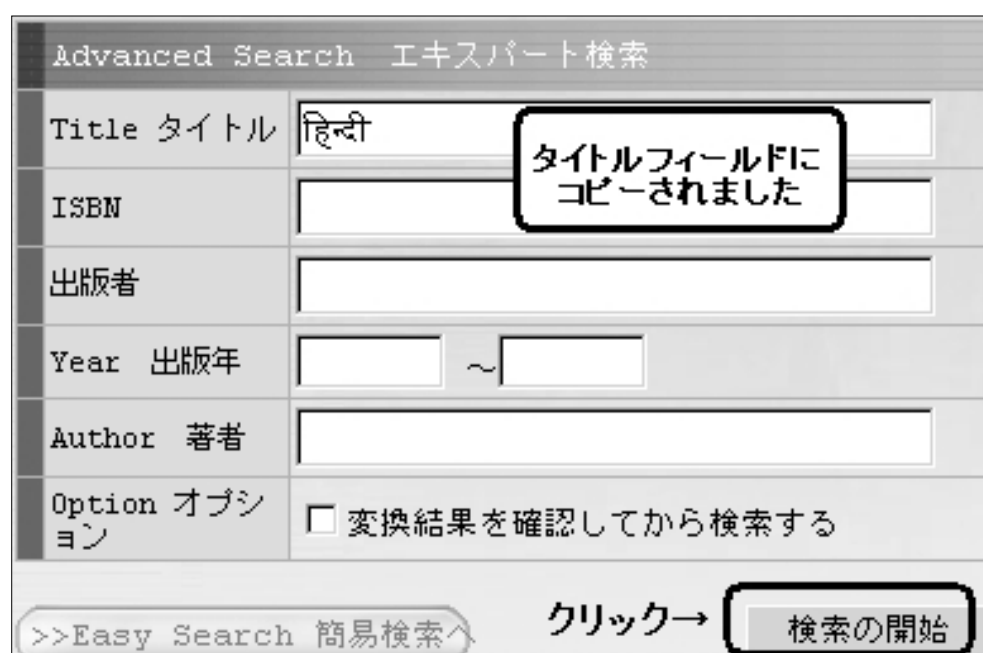 Advanced Search エキスパート検索
Title タイトル हिन्दी
タイトルフィールドに
コピーされました
ISBN
出版者
Year 出版年 ～
Author 著者
Option オプシ
ョン
変換結果を確認してから検索する
>>Easy Search 簡易検索へ
クリック→ 検索の開始